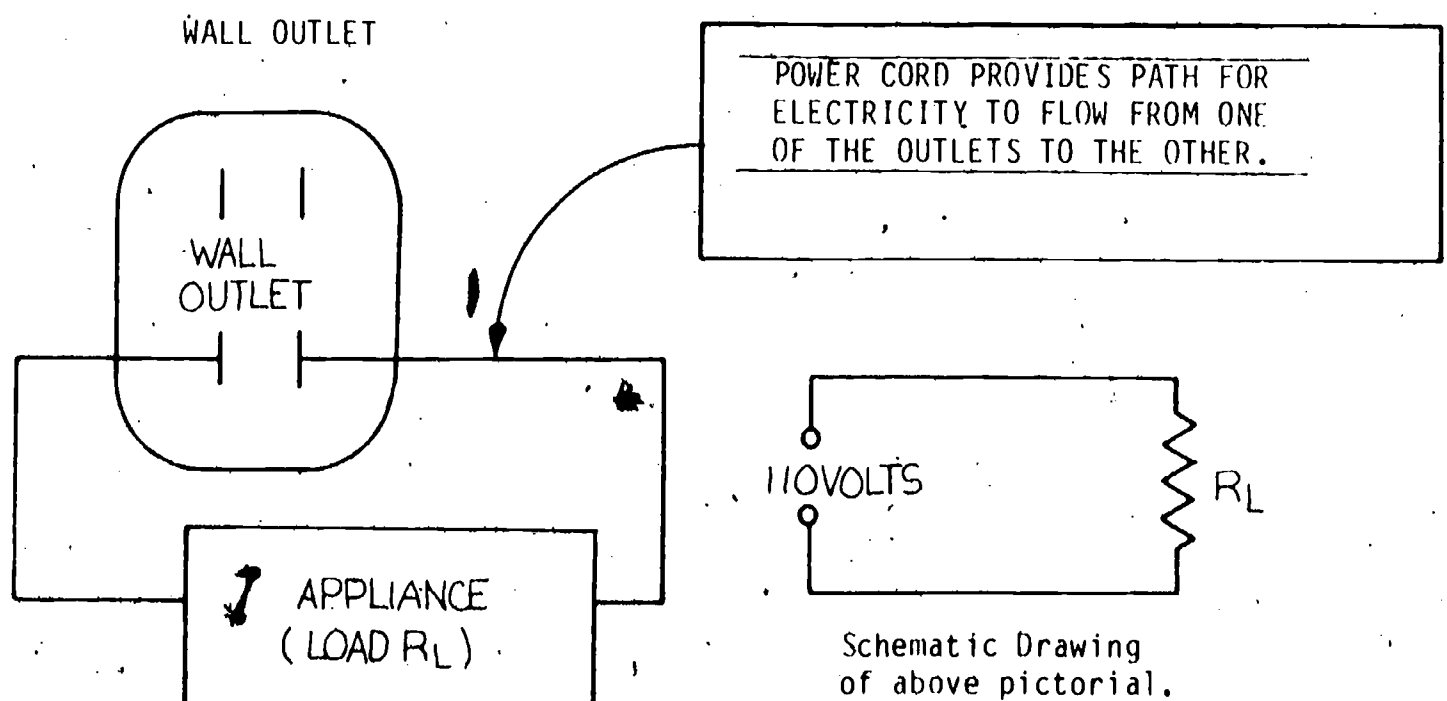 WALL OUTLET
POWER CORD PROVIDES PATH FOR
ELECTRICITY TO FLOW FROM ONE
OF THE OUTLETS TO THE OTHER.
WALL
OUTLET
110VOLTS
RL
APPLIANCE
(LOAD RL)
Schematic Drawing
of above pictorial.